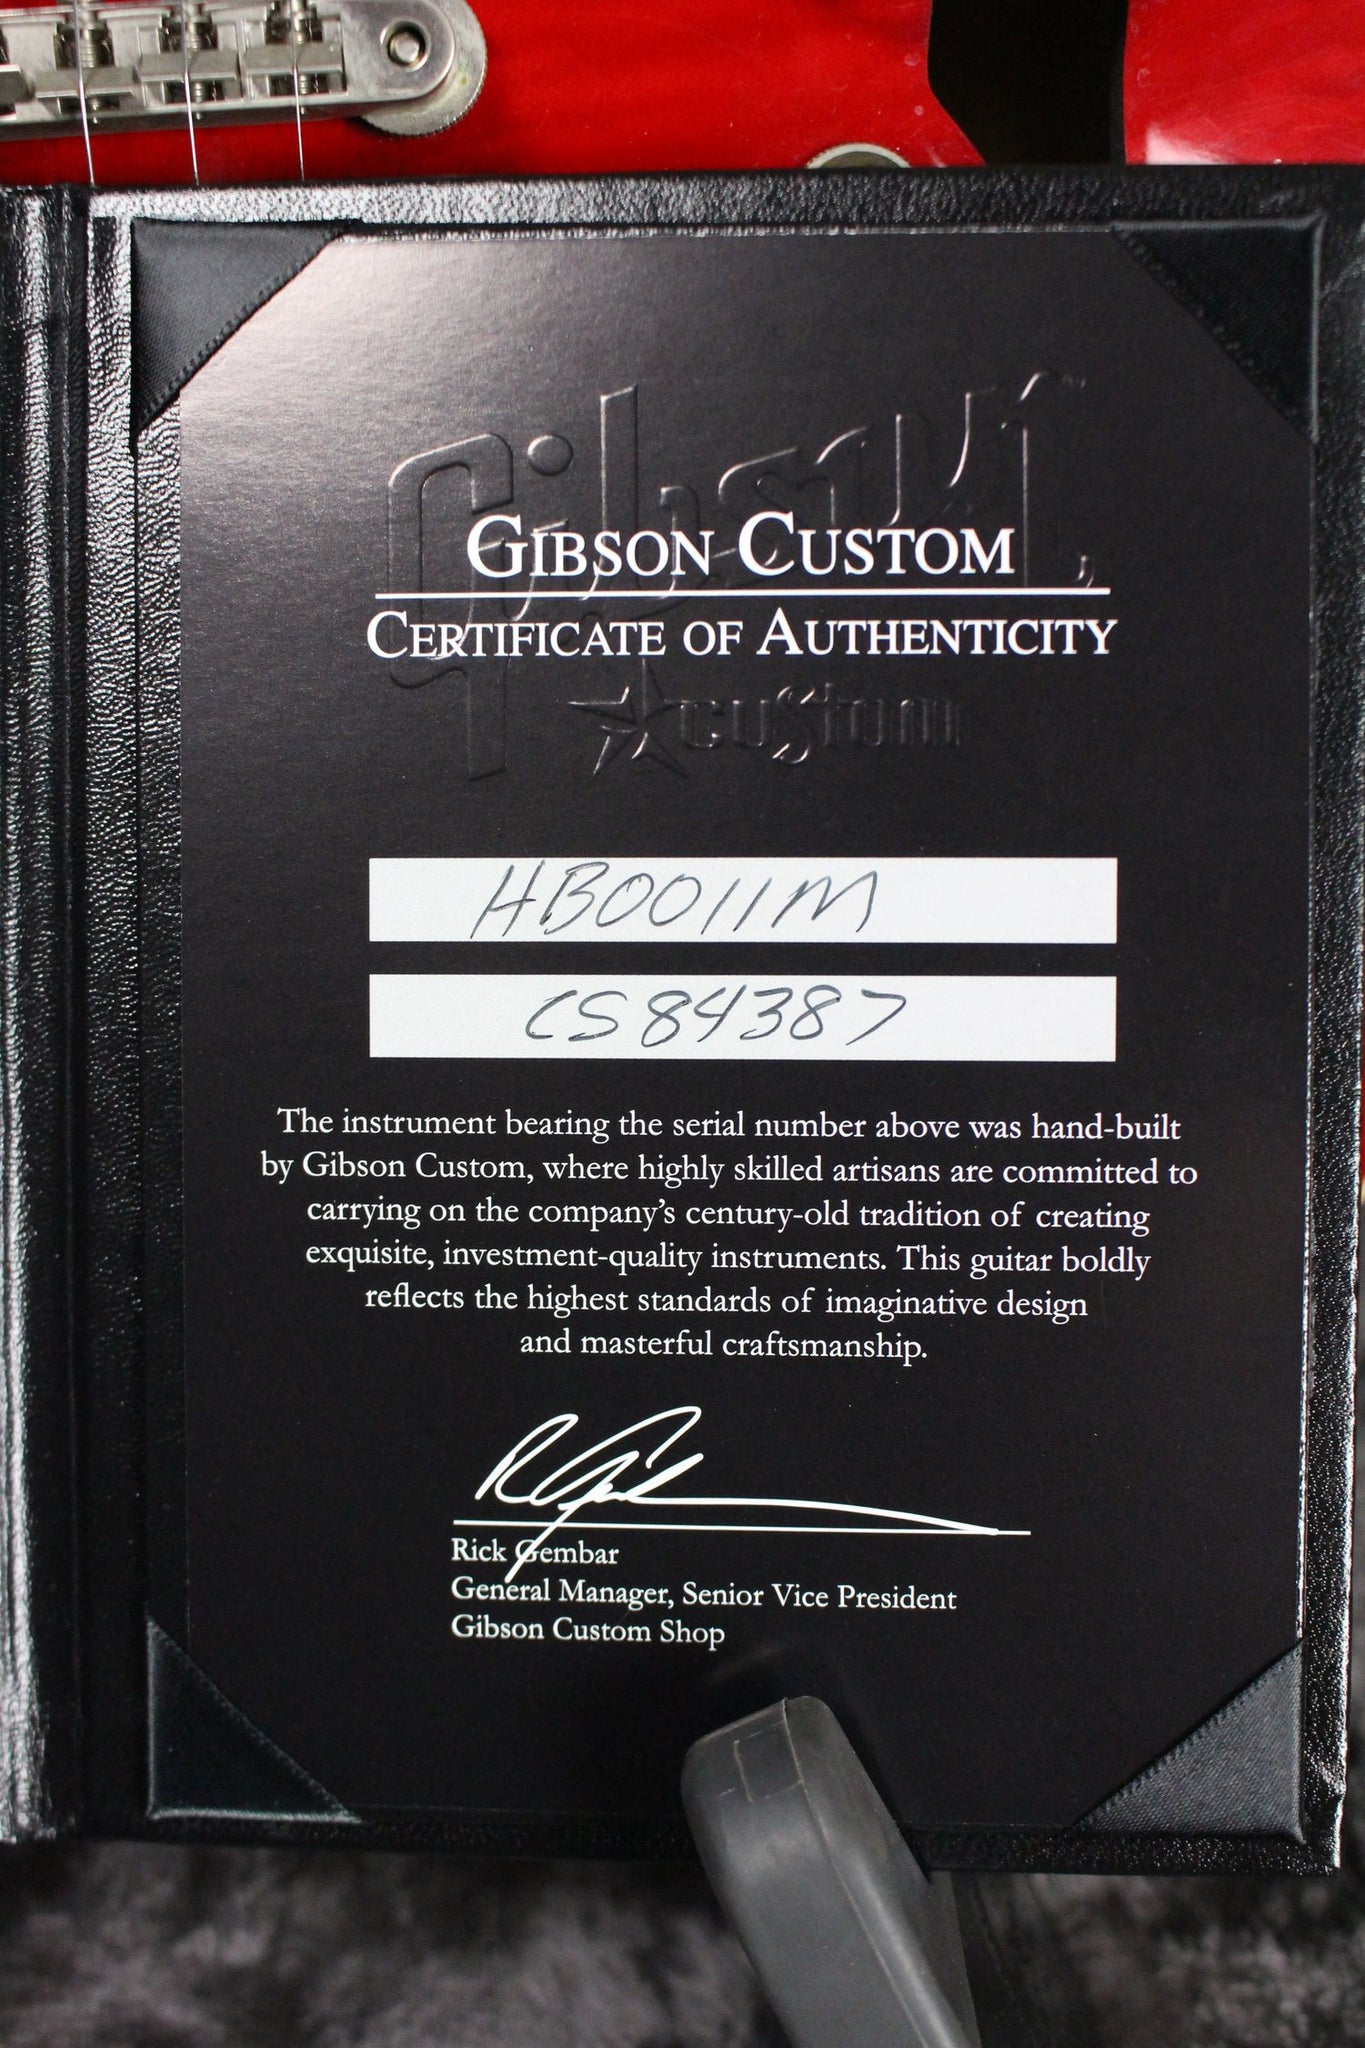 Gibson
GIBSON CUSTOM
CERTIFICATE OF AUTHENTICITY
custom
HB0011M
CS84387
The instrument bearing the serial number above was hand-built
by Gibson Custom, where highly skilled artisans are committed to
carrying on the company's century-old tradition of creating
exquisite, investment-quality instruments. This guitar boldly
reflects the highest standards of imaginative design
and masterful craftsmanship.
Rick Gembar
General Manager, Senior Vice President
Gibson Custom Shop